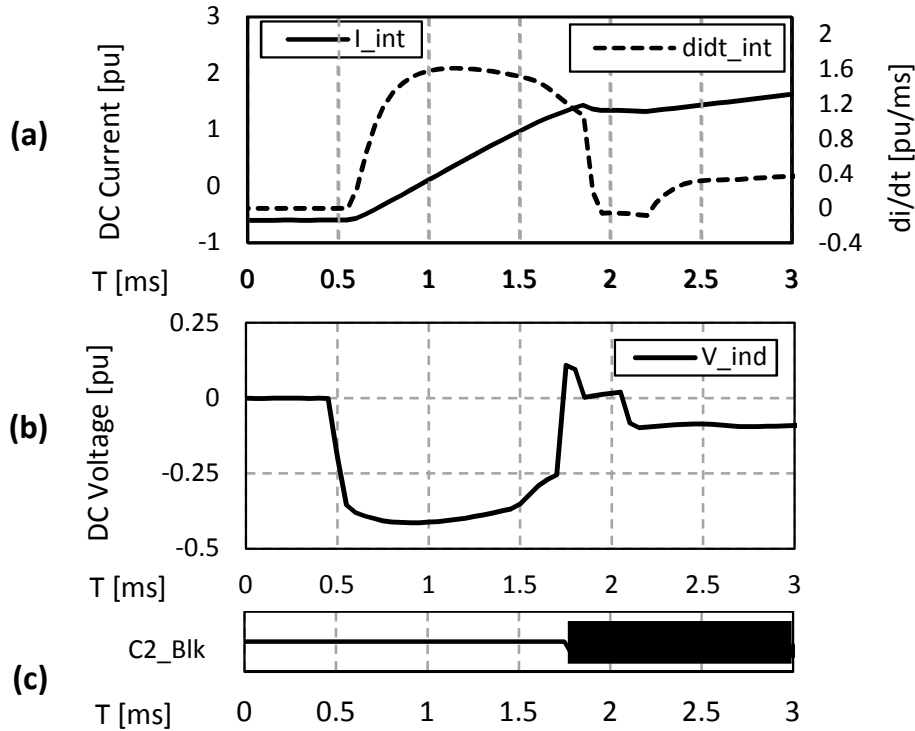 (a)
DC Current [pu]
3
2
1
0
-1
I_int
didt_int
2
1.6
1.2
0.8
0.4
0
-0.4
di/dt [pu/ms]
T [ms]
0 0.5 1 1.5 2 2.5 3
(b)
DC Voltage [pu]
0.25
0
-0.25
-0.5
V_ind
T [ms]
0 0.5 1 1.5 2 2.5 3
(c)
C2_Blk
T [ms]
0 0.5 1 1.5 2 2.5 3